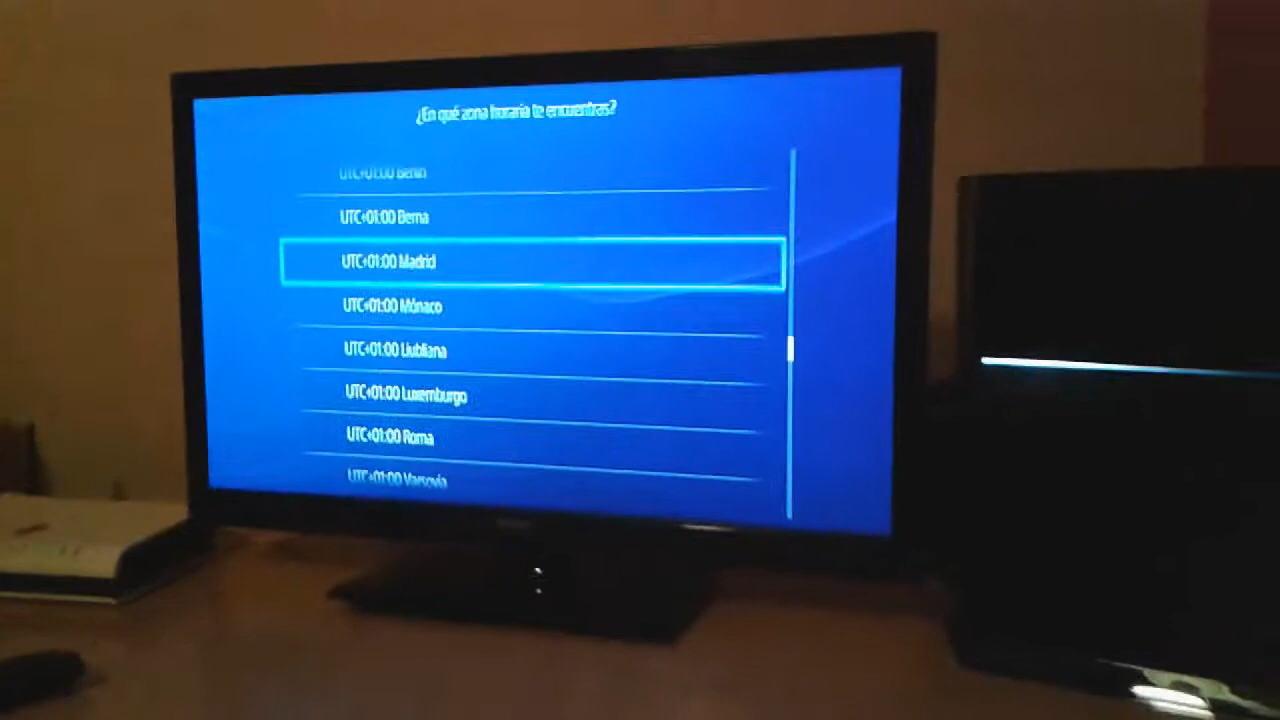 ¿En qué zona horaria te encuentras?
UTC+01:00 Benín
UTC+01:00 Berna
UTC+01:00 Madrid
UTC+01:00 Mónaco
UTC+01:00 Liubliana
UTC+01:00 Luxemburgo
UTC+01:00 Roma
UTC+01:00 Varsovia